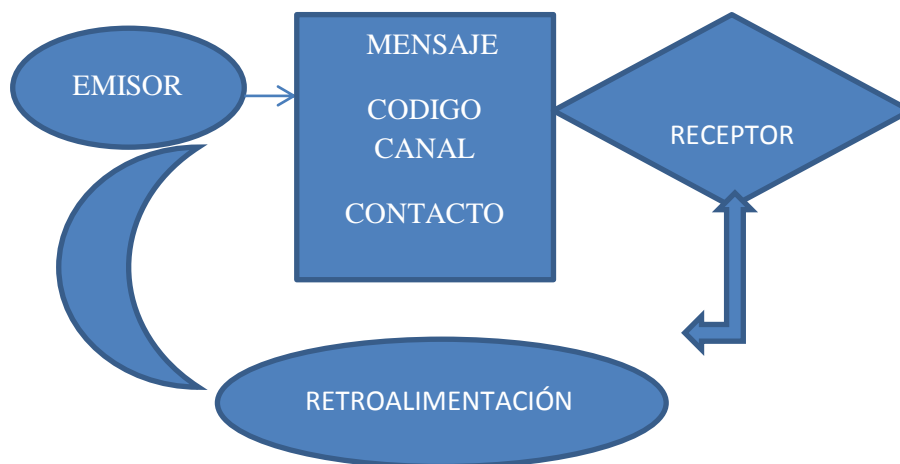 EMISOR
MENSAJE
CODIGO
CANAL
CONTACTO
RECEPTOR
RETROALIMENTACIÓN